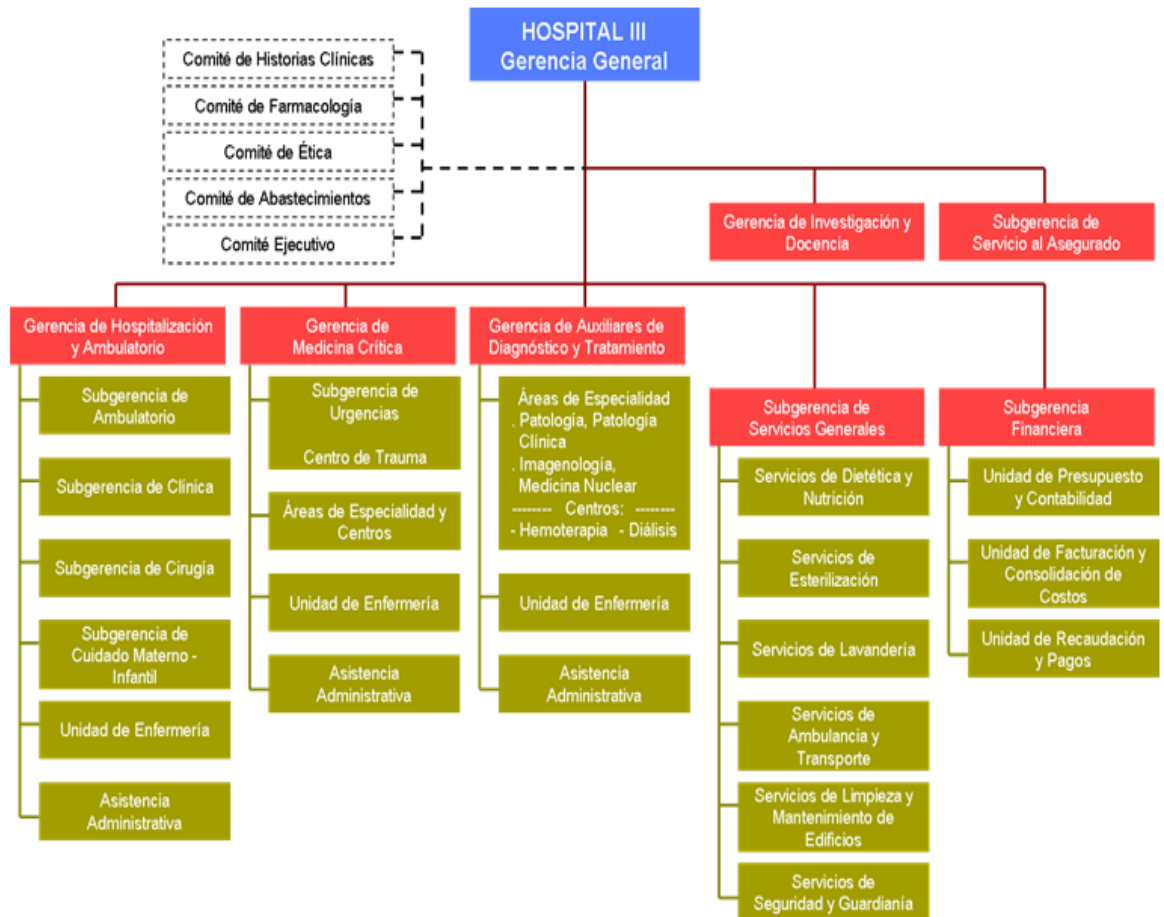 HOSPITAL III
Gerencia General
Comité de Historias Clínicas
Comité de Farmacología
Comité de Ética
Comité de Abastecimientos
Comité Ejecutivo
Gerencia de Investigación y
Docencia
Subgerencia de
Servicio al Asegurado
Gerencia de Hospitalización
y Ambulatorio
Subgerencia de
Ambulatorio
Subgerencia de Clínica
Subgerencia de Cirugía
Subgerencia de
Cuidado Materno -
Infantil
Unidad de Enfermería
Asistencia
Administrativa
Gerencia de
Medicina Crítica
Subgerencia de
Urgencias
Centro de Trauma
Áreas de Especialidad y
Centros
Unidad de Enfermería
Asistencia
Administrativa
Gerencia de Auxiliares de
Diagnóstico y Tratamiento
Áreas de Especialidad
. Patología, Patología
Clínica
. Imagenología,
Medicina Nuclear
-------- Centros: --------
- Hemoterapia - Diálisis
Unidad de Enfermería
Asistencia
Administrativa
Subgerencia de
Servicios Generales
Servicios de Dietética y
Nutrición
Servicios de
Esterilización
Servicios de Lavandería
Servicios de
Ambulancia y
Transporte
Servicios de Limpieza y
Mantenimiento de
Edificios
Servicios de
Seguridad y Guardianía
Subgerencia
Financiera
Unidad de Presupuesto
y Contabilidad
Unidad de Facturación y
Consolidación de
Costos
Unidad de Recaudación
y Pagos